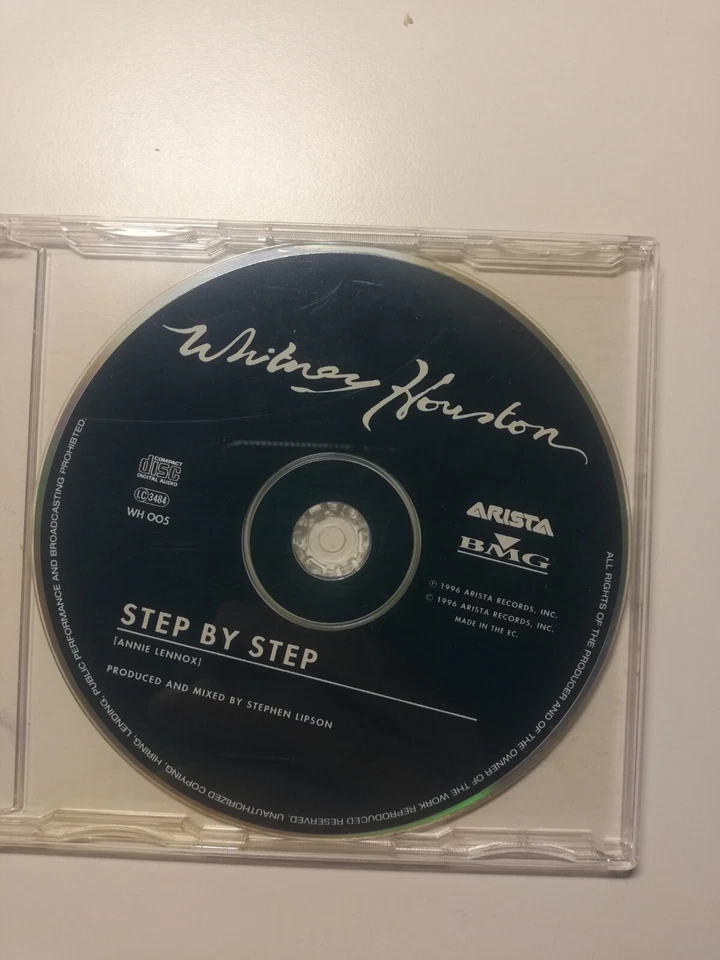 Whitney Houston
COMPACT
disc
DIGITAL AUDIO
LC 3484
WH 005
ARISTA
BMG
℗ 1996 ARISTA RECORDS, INC.
© 1996 ARISTA RECORDS, INC.
MADE IN THE EC.
STEP BY STEP
[ANNIE LENNOX]
PRODUCED AND MIXED BY STEPHEN LIPSON
ALL RIGHTS OF THE PRODUCER AND OF THE OWNER OF THE WORK REPRODUCED RESERVED. UNAUTHORIZED COPYING, HIRING, LENDING, PUBLIC PERFORMANCE AND BROADCASTING PROHIBITED.